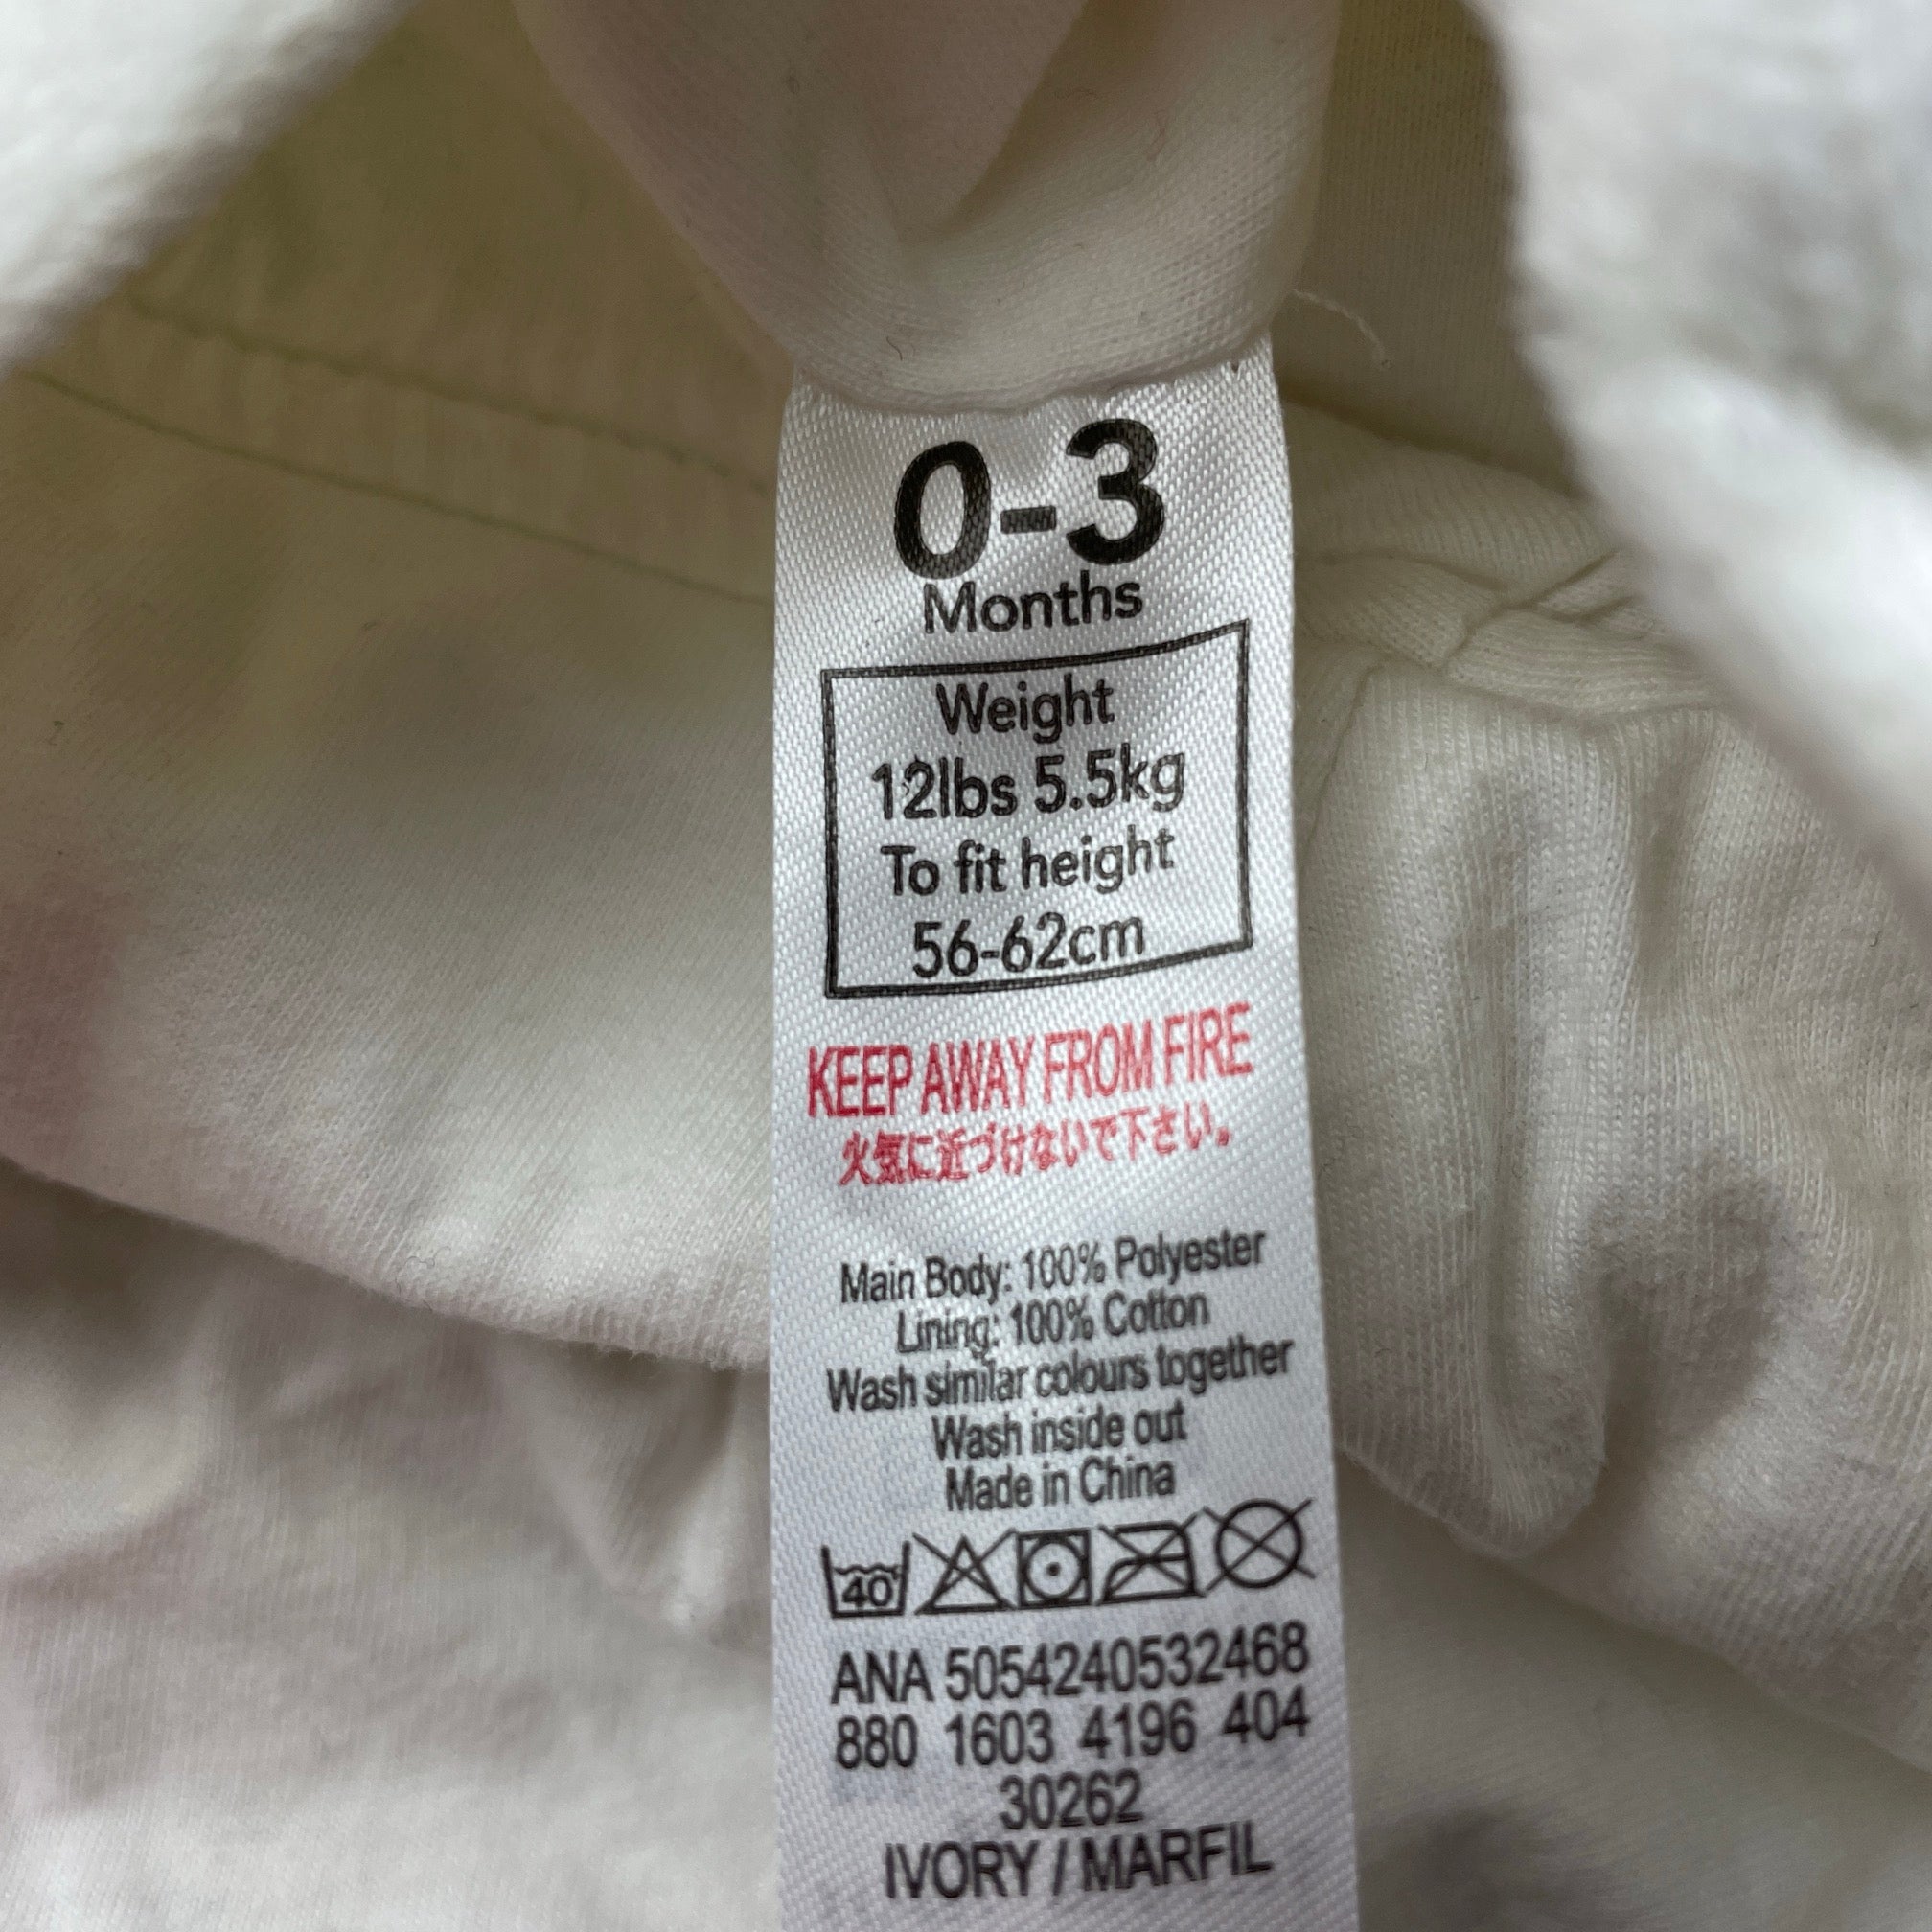 0-3
Months
Weight
12lbs 5.5kg
To fit height
56-62cm
KEEP AWAY FROM FIRE
火気に近づけないで下さい。
Main Body: 100% Polyester
Lining: 100% Cotton
Wash similar colours together
Wash inside out
Made in China
40
ANA 5054240532468
880 1603 4196 404
30262
IVORY / MARFIL